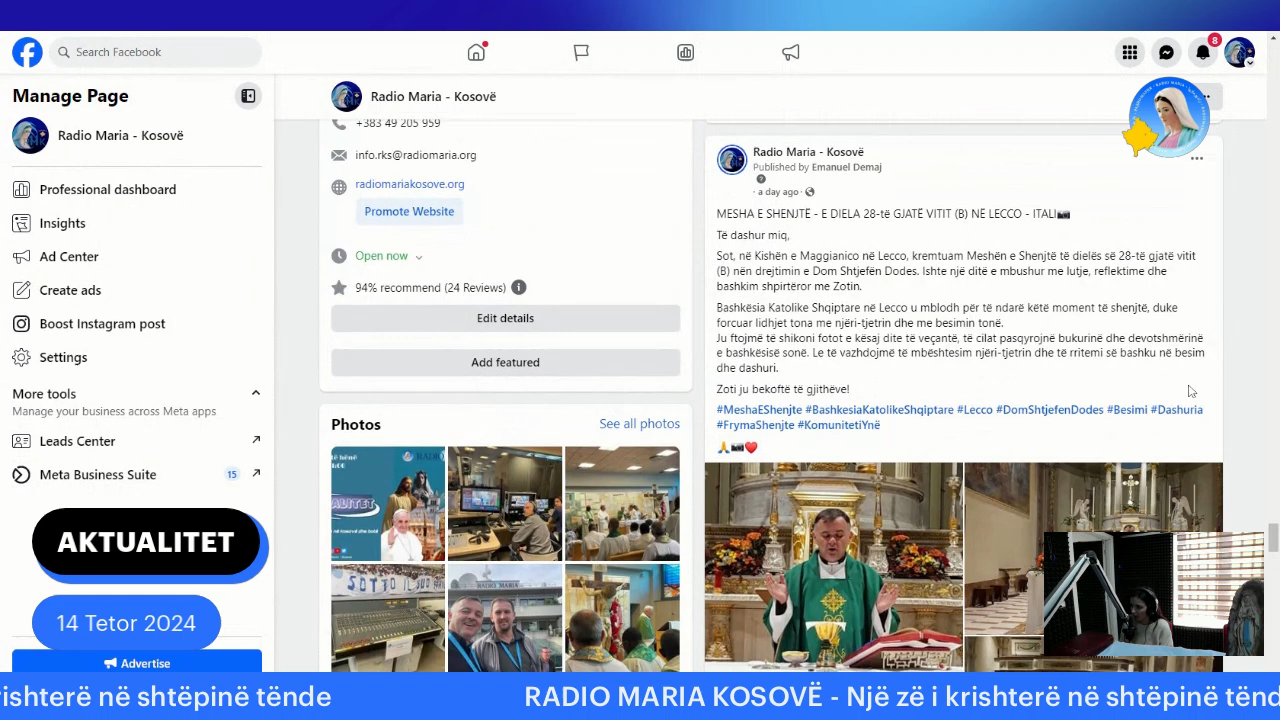 Search Facebook
8
Manage Page
Radio Maria - Kosovë
Professional dashboard
Insights
Ad Center
Create ads
Boost Instagram post
Settings
More tools
Manage your business across Meta apps
Leads Center
Meta Business Suite
15
AKTUALITET
14 Tetor 2024
Advertise
Radio Maria - Kosovë
+383 49 205 959
info.rks@radiomaria.org
radiomariakosove.org
Promote Website
Open now
94% recommend (24 Reviews)
Edit details
Add featured
Photos
See all photos
SOTTO IL SUO
RADIO MARIA
Radio Maria - Kosovë
Published by Emanuel Demaj
· a day ago ·
MESHA E SHENJTË - E DIELA 28-të GJATË VITIT (B) NË LECCO - ITALI📷
Të dashur miq,
Sot, në Kishën e Maggianico në Lecco, kremtuam Meshën e Shenjtë të dielës së 28-të gjatë vitit
(B) nën drejtimin e Dom Shtjefën Dodes. Ishte një ditë e mbushur me lutje, reflektime dhe
bashkim shpirtëror me Zotin.
Bashkësia Katolike Shqiptare në Lecco u mblodh për të ndarë këtë moment të shenjtë, duke
forcuar lidhjet tona me njëri-tjetrin dhe me besimin tonë.
Ju ftojmë të shikoni fotot e kësaj dite të veçantë, të cilat pasqyrojnë bukurinë dhe devotshmërinë
e bashkësisë sonë. Le të vazhdojmë të mbështesim njëri-tjetrin dhe të rritemi së bashku në besim
dhe dashuri.
Zoti ju bekoftë të gjithëve!
#MeshaEShenjte #BashkesiaKatolikeShqiptare #Lecco #DomShtjefenDodes #Besimi #Dashuria
#FrymaShenjte #KomunitetiYnë
🙏📷❤️
rishterë në shtëpinë tënde
RADIO MARIA KOSOVË - Një zë i krishterë në shtëpinë tënd